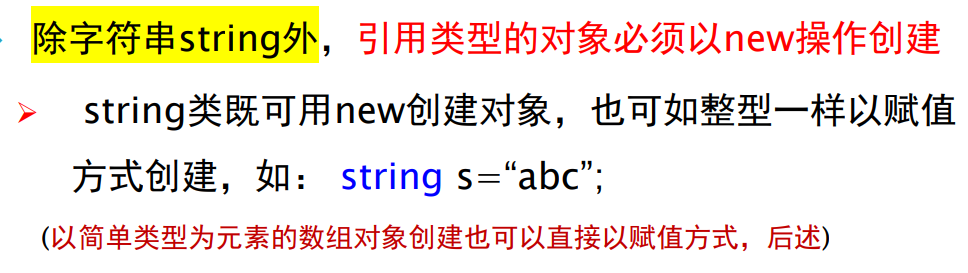 除字符串string外，引用类型的对象必须以new操作创建
string类既可用new创建对象，也可如整型一样以赋值
方式创建，如： string s=“abc”;
(以简单类型为元素的数组对象创建也可以直接以赋值方式，后述)